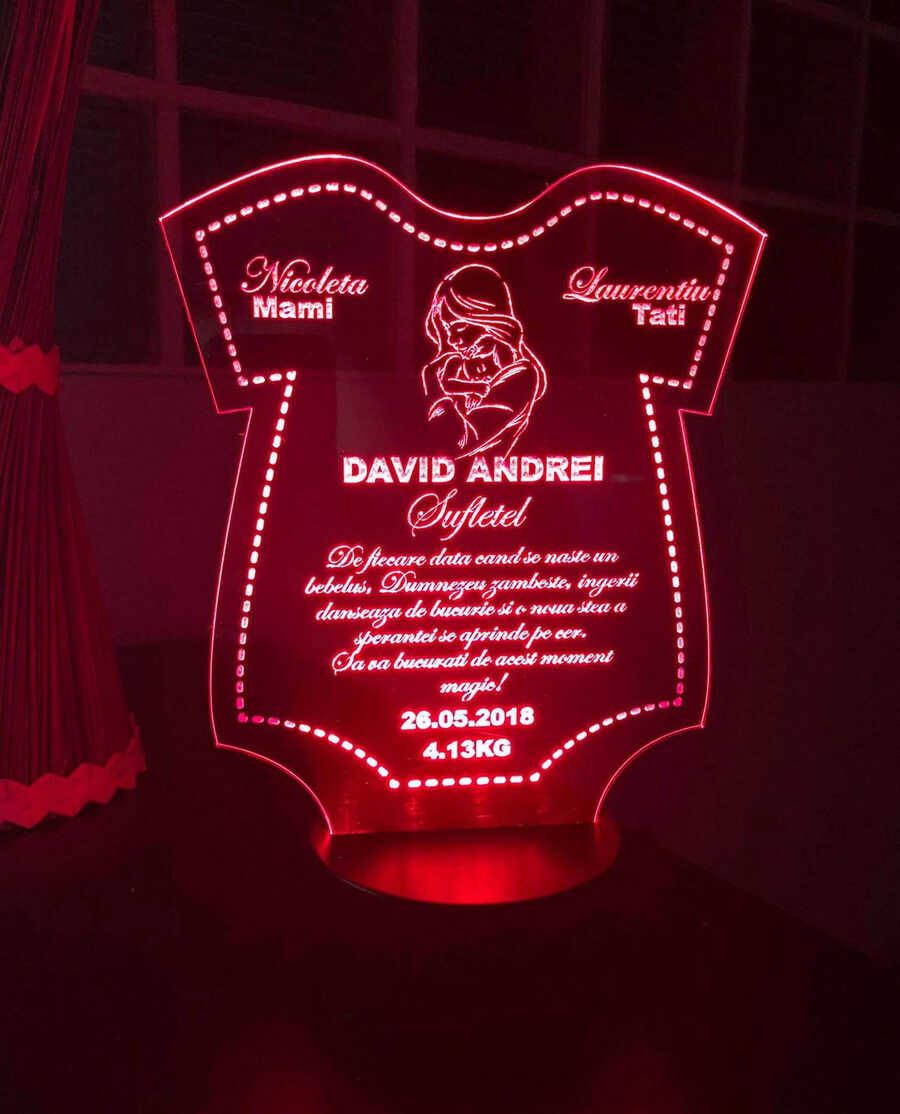 Nicoleta
Mami
Laurentiu
Tati
DAVID ANDREI
Sufletel
De fiecare data cand se naste un
bebelus, Dumnezeu zambeste, ingerii
danseaza de bucurie si o noua stea a
sperantei se aprinde pe cer.
Sa va bucurati de acest moment
magic!
26.05.2018
4.13KG